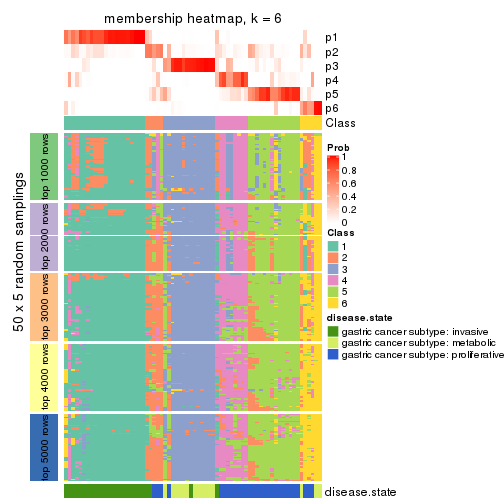 membership heatmap, k = 6
p1
p2
p3
p4
p5
p6
Class
50 x 5 random samplings
top 1000 rows
top 2000 rows
top 3000 rows
top 4000 rows
top 5000 rows
Prob
1
0.8
0.6
0.4
0.2
0
Class
1
2
3
4
5
6
disease.state
gastric cancer subtype: invasive
gastric cancer subtype: metabolic
gastric cancer subtype: proliferative
disease.state